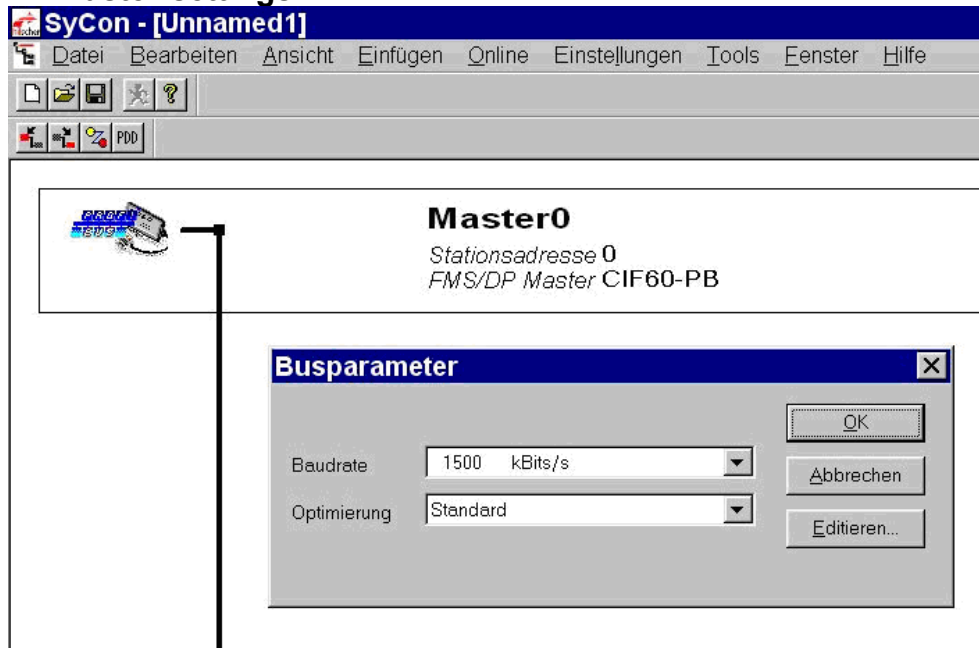 SyCon - [Unnamed1]
Datei Bearbeiten Ansicht Einfügen Online Einstellungen Tools Fenster Hilfe
PDD
Master0
Stationsadresse 0
FMS/DP Master CIF60-PB
Busparameter
OK
Baudrate 1500 kBits/s
Abbrechen
Optimierung Standard
Editieren...